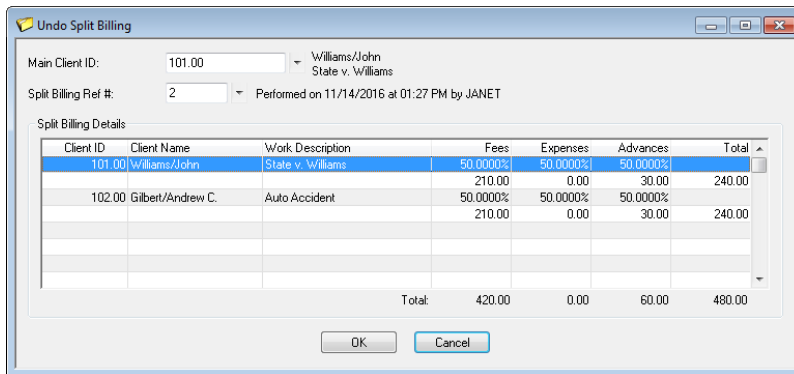 Undo Split Billing
Main Client ID: 101.00 Williams/John
State v. Williams
Split Billing Ref #: 2 Performed on 11/14/2016 at 01:27 PM by JANET
Split Billing Details
Client ID Client Name Work Description Fees Expenses Advances Total
101.00 Williams/John State v. Williams 50.0000% 50.0000% 50.0000%
210.00 0.00 30.00 240.00
102.00 Gilbert/Andrew C. Auto Accident 50.0000% 50.0000% 50.0000%
210.00 0.00 30.00 240.00
Total: 420.00 0.00 60.00 480.00
OK Cancel